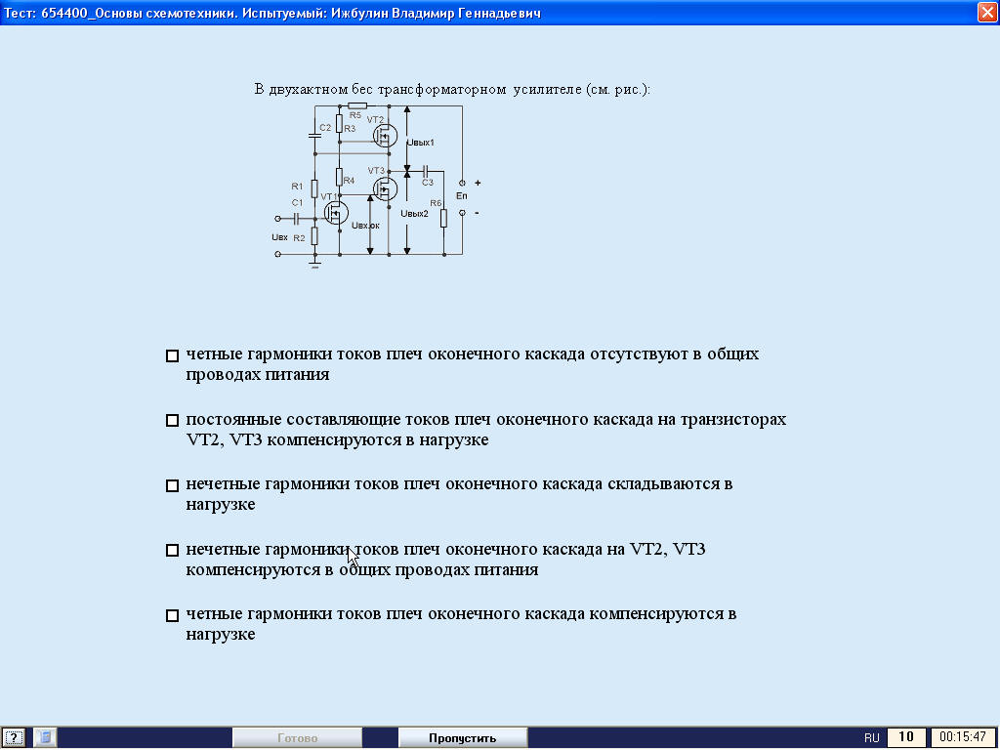 Тест: 654400_Основы схемотехники. Испытуемый: Ижбулин Владимир Геннадьевич
В двухактном бес трансформаторном усилителе (см. рис.):
R5
C2
R3
VT2
Uвых1
R4
VT3
R1
C3
C1
VT1
R6
Eп
+
-
Uвых2
Uвх
R2
Uвх.ок
четные гармоники токов плеч оконечного каскада отсутствуют в общих
проводах питания
постоянные составляющие токов плеч оконечного каскада на транзисторах
VT2, VT3 компенсируются в нагрузке
нечетные гармоники токов плеч оконечного каскада складываются в
нагрузке
нечетные гармоники токов плеч оконечного каскада на VT2, VT3
компенсируются в общих проводах питания
четные гармоники токов плеч оконечного каскада компенсируются в
нагрузке
? Готово Пропустить RU 10 00:15:47